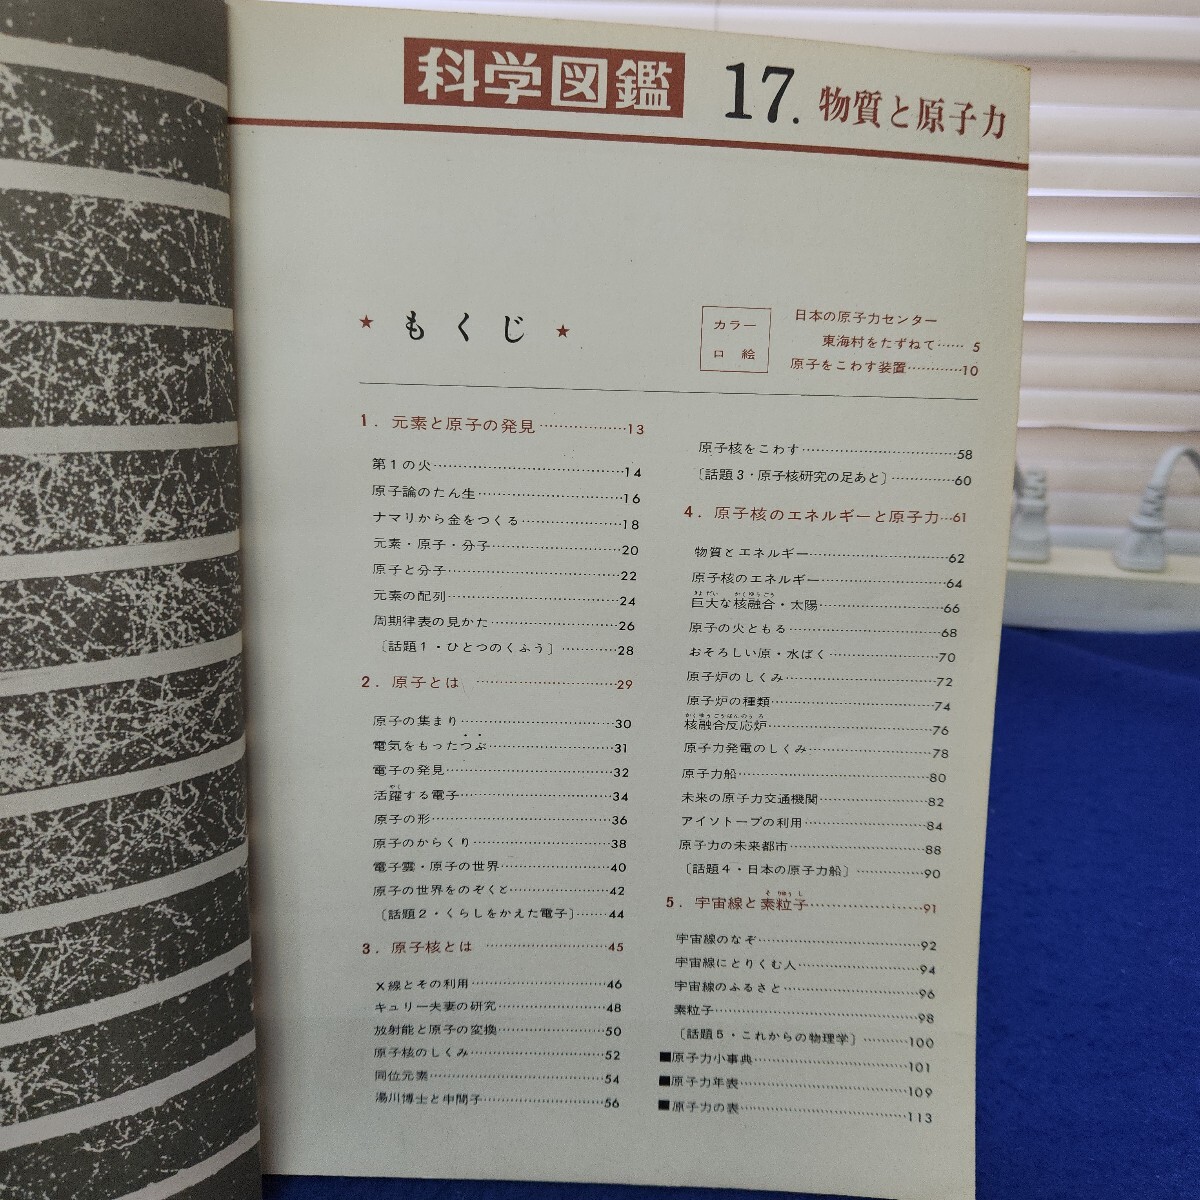 科学図鑑 17. 物質と原子力
★ もくじ ★
カラー
口絵
日本の原子力センター
東海村をたずねて…… 5
原子をこわす装置…………10
1. 元素と原子の発見………………13
第1の火…………………………………14
原子論のたん生…………………………16
ナマリから金をつくる…………………18
元素・原子・分子………………………20
原子と分子………………………………22
元素の配列………………………………24
周期律表の見かた………………………26
〔話題1・ひとつのくふう〕…………28
2. 原子とは ………………………29
原子の集まり……………………………30
電気をもったつぶ………………………31
電子の発見………………………………32
活躍する電子……………………………34
原子の形…………………………………36
原子のからくり…………………………38
電子雲・原子の世界……………………40
原子の世界をのぞくと…………………42
〔話題2・くらしをかえた電子〕……44
3. 原子核とは ……………………45
X線とその利用…………………………46
キュリー夫妻の研究……………………48
放射能と原子の変換……………………50
原子核のしくみ…………………………52
同位元素…………………………………54
湯川博士と中間子………………………56
原子核をこわす…………………………58
〔話題3・原子核研究の足あと〕…………60
4. 原子核のエネルギーと原子力…61
物質とエネルギー………………………62
原子核のエネルギー……………………64
巨大な核融合・太陽……………………66
原子の火ともる…………………………68
おそろしい原・水ばく…………………70
原子炉のしくみ…………………………72
原子炉の種類……………………………74
核融合反応炉……………………………76
原子力発電のしくみ……………………78
原子力船…………………………………80
未来の原子力交通機関…………………82
アイソトープの利用……………………84
原子力の未来都市………………………88
〔話題4・日本の原子力船〕…………90
5. 宇宙線と素粒子…………………91
宇宙線のなぞ……………………………92
宇宙線にとりくむ人……………………94
宇宙線のふるさと………………………96
素粒子……………………………………98
〔話題5・これからの物理学〕………100
■原子力小事典…………………………101
■原子力年表……………………………109
■原子力の表……………………………113